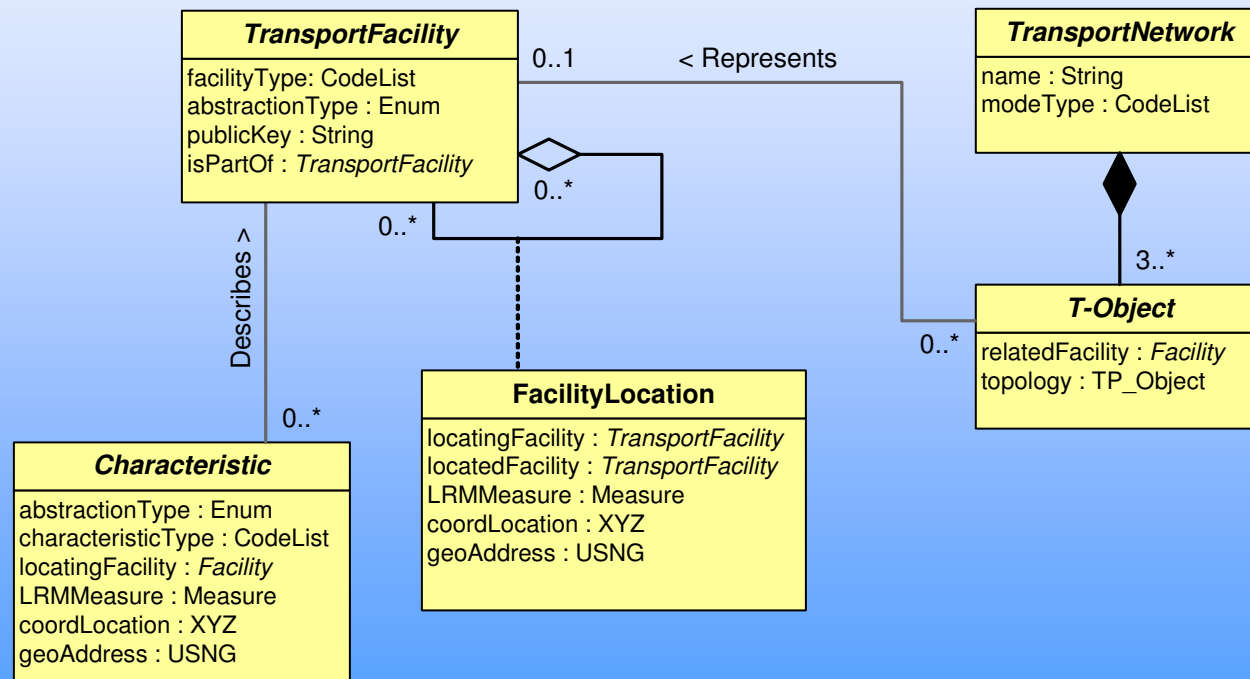 TransportFacility
facilityType: CodeList
abstractionType : Enum
publicKey : String
isPartOf : TransportFacility
0..1
< Represents
TransportNetwork
name : String
modeType : CodeList
0..*
0..*
3..*
Describes >
T-Object
relatedFacility : Facility
topology : TP_Object
0..*
FacilityLocation
locatingFacility : TransportFacility
locatedFacility : TransportFacility
LRMMeasure : Measure
coordLocation : XYZ
geoAddress : USNG
0..*
Characteristic
abstractionType : Enum
characteristicType : CodeList
locatingFacility : Facility
LRMMeasure : Measure
coordLocation : XYZ
geoAddress : USNG